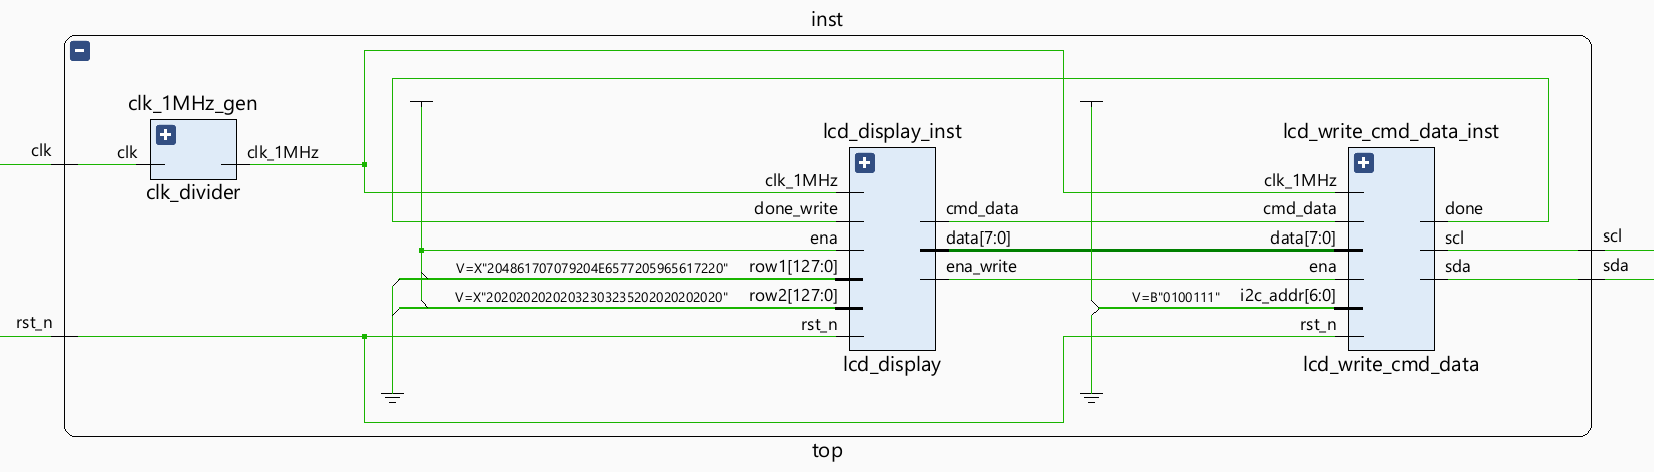 inst
clk_1MHz_gen
clk
clk
clk_1MHz
clk_divider
lcd_display_inst
clk_1MHz
done_write
ena
V=X"204861707079204E6577205965617220" row1[127:0]
V=X"20202020202032303235202020202020" row2[127:0]
rst_n
rst_n
cmd_data
data[7:0]
ena_write
lcd_display
lcd_write_cmd_data_inst
clk_1MHz
cmd_data
data[7:0]
ena
V=B"0100111" i2c_addr[6:0]
rst_n
done
scl
sda
scl
sda
lcd_write_cmd_data
top